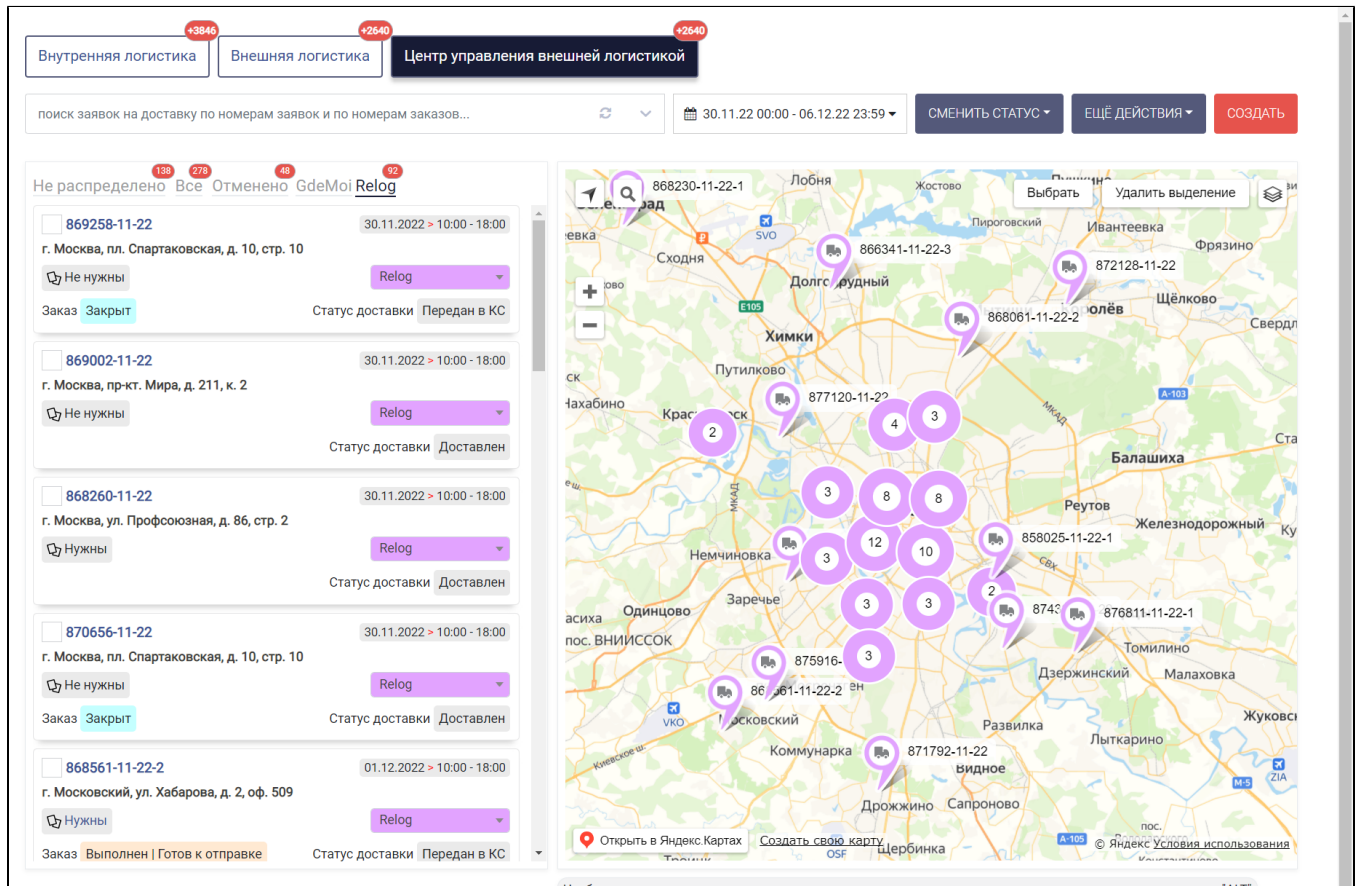 +3846 +2640 +2640
Внутренняя логистика Внешняя логистика Центр управления внешней логистикой
поиск заявок на доставку по номерам заявок и по номерам заказов... 30.11.22 00:00 - 06.12.22 23:59 СМЕНИТЬ СТАТУС ЕЩЁ ДЕЙСТВИЯ СОЗДАТЬ
138 278 48 92
Не распределено Все Отменено GdeMoi Relog
869258-11-22 30.11.2022 > 10:00 - 18:00
г. Москва, пл. Спартаковская, д. 10, стр. 10
Не нужны Relog
Заказ Закрыт Статус доставки Передан в КС
869002-11-22 30.11.2022 > 10:00 - 18:00
г. Москва, пр-кт. Мира, д. 211, к. 2
Не нужны Relog
Статус доставки Доставлен
868260-11-22 30.11.2022 > 10:00 - 18:00
г. Москва, ул. Профсоюзная, д. 86, стр. 2
Нужны Relog
Статус доставки Доставлен
870656-11-22 30.11.2022 > 10:00 - 18:00
г. Москва, пл. Спартаковская, д. 10, стр. 10
Не нужны Relog
Заказ Закрыт Статус доставки Доставлен
868561-11-22-2 01.12.2022 > 10:00 - 18:00
г. Московский, ул. Хабарова, д. 2, оф. 509
Нужны Relog
Заказ Выполнен | Готов к отправке Статус доставки Передан в КС
868230-11-22-1 Лобня Жостово
Выбрать Удалить выделение
SVO Пироговский Ивантеевка
Сходня 866341-11-22-3 Фрязино
872128-11-22
Долгопрудный
E105 868061-11-22-2 Щёлково
Химки
Путилково
877120-11-22 А-103
2 4 3 МКАД
Балашиха
МКАД 3 8 8 Реутов
Железнодорожный
Немчиновка 3 12 10 858025-11-22-1
СВХ
Заречье 3 3 2
Одинцово 876811-11-22-1
пос. ВНИИССОК 3 Томилино
875916- Дзержинский Малаховка
VKO Московский Развилка
Лыткарино
Киевское ш. Коммунарка 871792-11-22
Видное М-5 ZIA
Дрожжино Сапроново
пос.
Открыть в Яндекс.Картах Создать свою карту А-105 © Яндекс Условия использования
OSF Щербинка